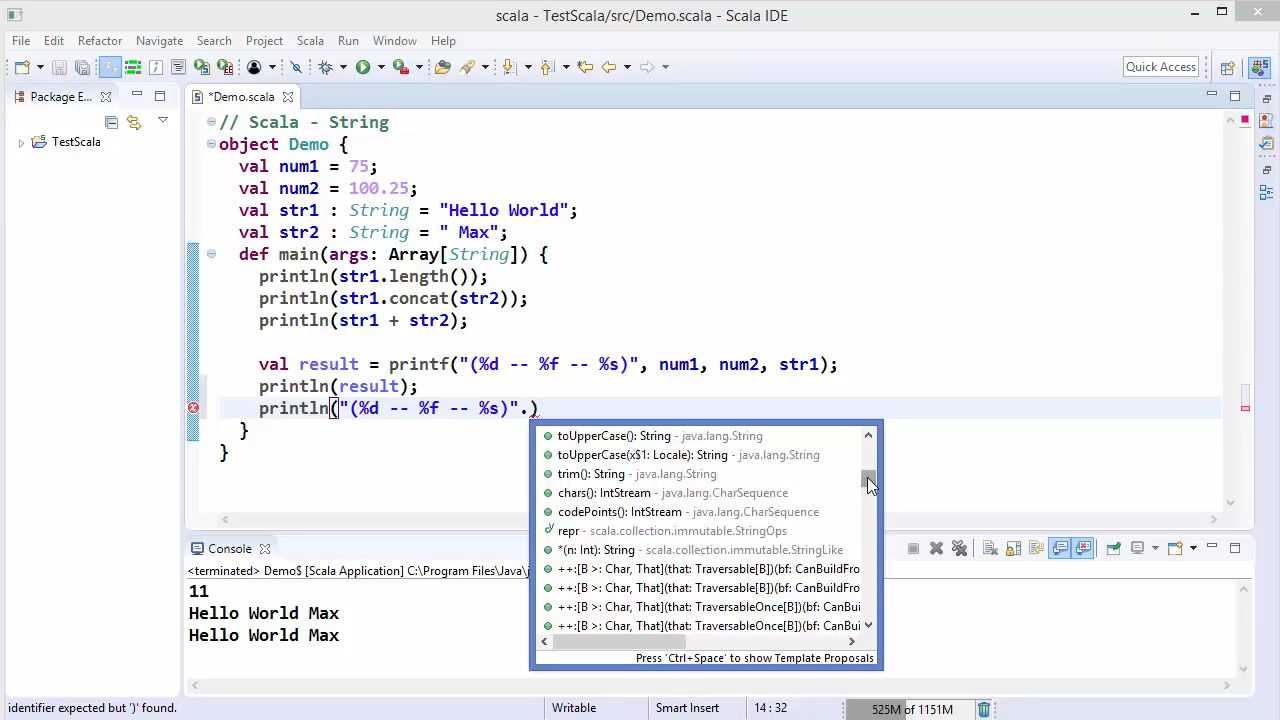 scala - TestScala/src/Demo.scala - Scala IDE
File Edit Refactor Navigate Search Project Scala Run Window Help
Quick Access
Package E...
*Demo.scala
TestScala
// Scala - String
object Demo {
val num1 = 75;
val num2 = 100.25;
val str1 : String = "Hello World";
val str2 : String = " Max";
def main(args: Array[String]) {
println(str1.length());
println(str1.concat(str2));
println(str1 + str2);
val result = printf("(%d -- %f -- %s)", num1, num2, str1);
println(result);
println("(%d -- %f -- %s)".)
}
}
toUpperCase(): String - java.lang.String
toUpperCase(x$1: Locale): String - java.lang.String
trim(): String - java.lang.String
chars(): IntStream - java.lang.CharSequence
codePoints(): IntStream - java.lang.CharSequence
repr - scala.collection.immutable.StringOps
*(n: Int): String - scala.collection.immutable.StringLike
++:[B >: Char, That](that: Traversable[B])(bf: CanBuildFro
++:[B >: Char, That](that: Traversable[B])(bf: CanBuildFro
++:[B >: Char, That](that: TraversableOnce[B])(bf: CanBui
++:[B >: Char, That](that: TraversableOnce[B])(bf: CanBui
Press 'Ctrl+Space' to show Template Proposals
Console
<terminated> Demo$ [Scala Application] C:\Program Files\Java\j
11
Hello World Max
Hello World Max
identifier expected but ')' found.
Writable
Smart Insert
14 : 32
525M of 1151M